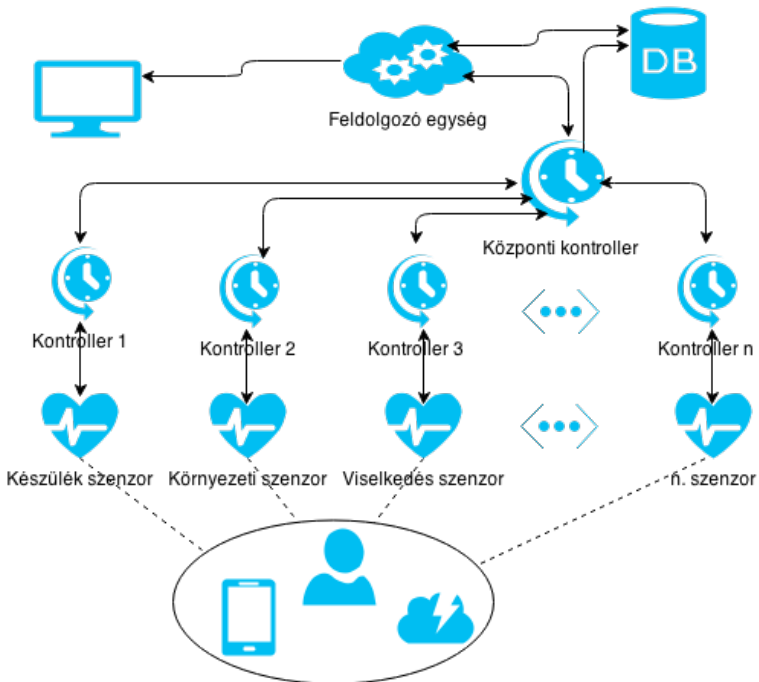 DB
Feldolgozó egység
Központi kontroller
Kontroller 1
Kontroller 2
Kontroller 3
Kontroller n
Készülék szenzor
Környezeti szenzor
Viselkedés szenzor
n. szenzor